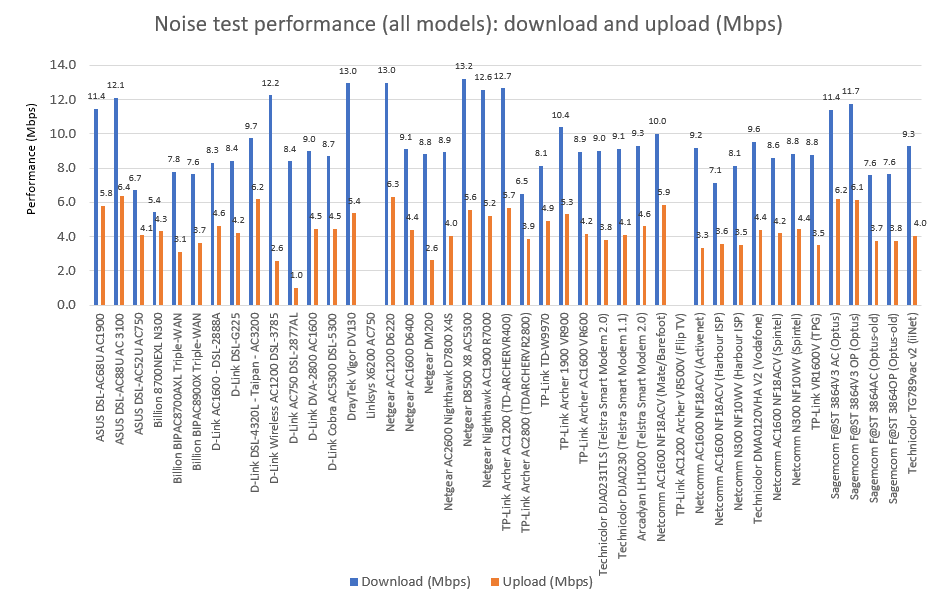 Noise test performance (all models): download and upload (Mbps)
Performance (Mbps)
14.0
12.0
10.0
8.0
6.0
4.0
2.0
0.0
11.4
5.8
12.1
6.4
6.7
4.1
5.4
4.3
7.8
3.1
7.6
3.7
8.3
4.6
8.4
4.2
9.7
6.2
12.2
2.6
8.4
1.0
9.0
4.5
8.7
4.5
13.0
5.4
13.0
6.3
9.1
4.4
8.8
2.6
8.9
4.0
13.2
5.6
12.6
5.2
12.7
5.7
6.5
3.9
8.1
4.9
10.4
5.3
8.9
4.2
9.0
3.8
9.1
4.1
9.3
4.6
10.0
5.9
9.2
3.3
7.1
3.6
8.1
3.5
9.6
4.4
8.6
4.2
8.8
4.4
8.8
3.5
11.4
6.2
11.7
6.1
7.6
3.7
7.6
3.8
9.3
4.0
ASUS DSL-AC68U AC1900
ASUS DSL-AC88U AC 3100
ASUS DSL-AC52U AC750
Billion 8700NEXL N300
Billion BIPAC8700AXL Triple-WAN
Billion BIPAC8900X Triple-WAN
D-Link AC1600 - DSL-2888A
D-Link DSL-G225
D-Link DSL-4320L - Taipan - AC3200
D-Link Wireless AC1200 DSL-3785
D-Link AC750 DSL-2877AL
D-Link DVA-2800 AC1600
D-Link Cobra AC5300 DSL-5300
DrayTek Vigor DV130
Linksys X6200 AC750
Netgear AC1200 D6220
Netgear AC1600 D6400
Netgear DM200
Netgear AC2600 Nighthawk D7800 X4S
Netgear D8500 X8 AC5300
Netgear Nighthawk AC1900 R7000
TP-Link Archer AC1200 (TD-ARCHERVR400)
TP-Link Archer AC2800 (TDARCHERVR2800)
TP-Link TD-W9970
TP-Link Archer 1900 VR900
TP-Link Archer AC1600 VR600
Technicolor DJA0231TLS (Telstra Smart Modem 2.0)
Technicolor DJA0230 (Telstra Smart Modem 1.1)
Arcadyan LH1000 (Telstra Smart Modem 2.0)
Netcomm AC1600 NF18ACV (Mate/Barefoot)
TP-Link AC1200 Archer VR500V (Flip TV)
Netcomm AC1600 NF18ACV (Activenet)
Netcomm AC1600 NF18ACV (Harbour ISP)
Netcomm N300 NF10WV (Harbour ISP)
Technicolor DMAO120VHA V2 (Vodafone)
Netcomm AC1600 NF18ACV (Spintel)
Netcomm N300 NF10WV (Spintel)
TP-Link VR1600V (TPG)
Sagemcom F@ST 3864V3 AC (Optus)
Sagemcom F@ST 3864V3 OP (Optus)
Sagemcom F@ST 3864AC (Optus-old)
Sagemcom F@ST 3864OP (Optus-old)
Technicolor TG789vac v2 (iiNet)
Download (Mbps)
Upload (Mbps)